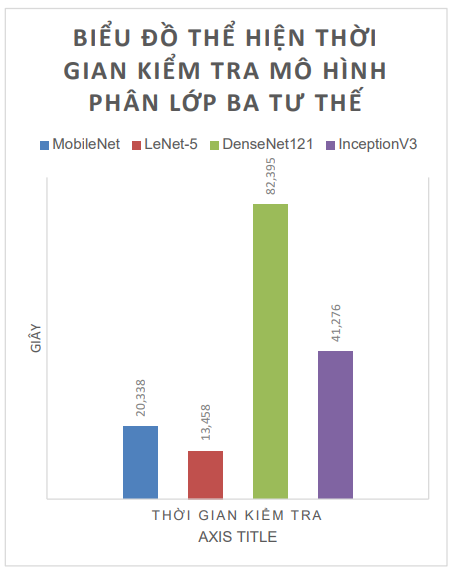 BIỂU ĐỒ THỂ HIỆN THỜI
GIAN KIỂM TRA MÔ HÌNH
PHÂN LỚP BA TƯ THẾ
MobileNet LeNet-5 DenseNet121 InceptionV3
82,395
41,276
20,338
13,458
GIÂY
THỜI GIAN KIỂM TRA
AXIS TITLE